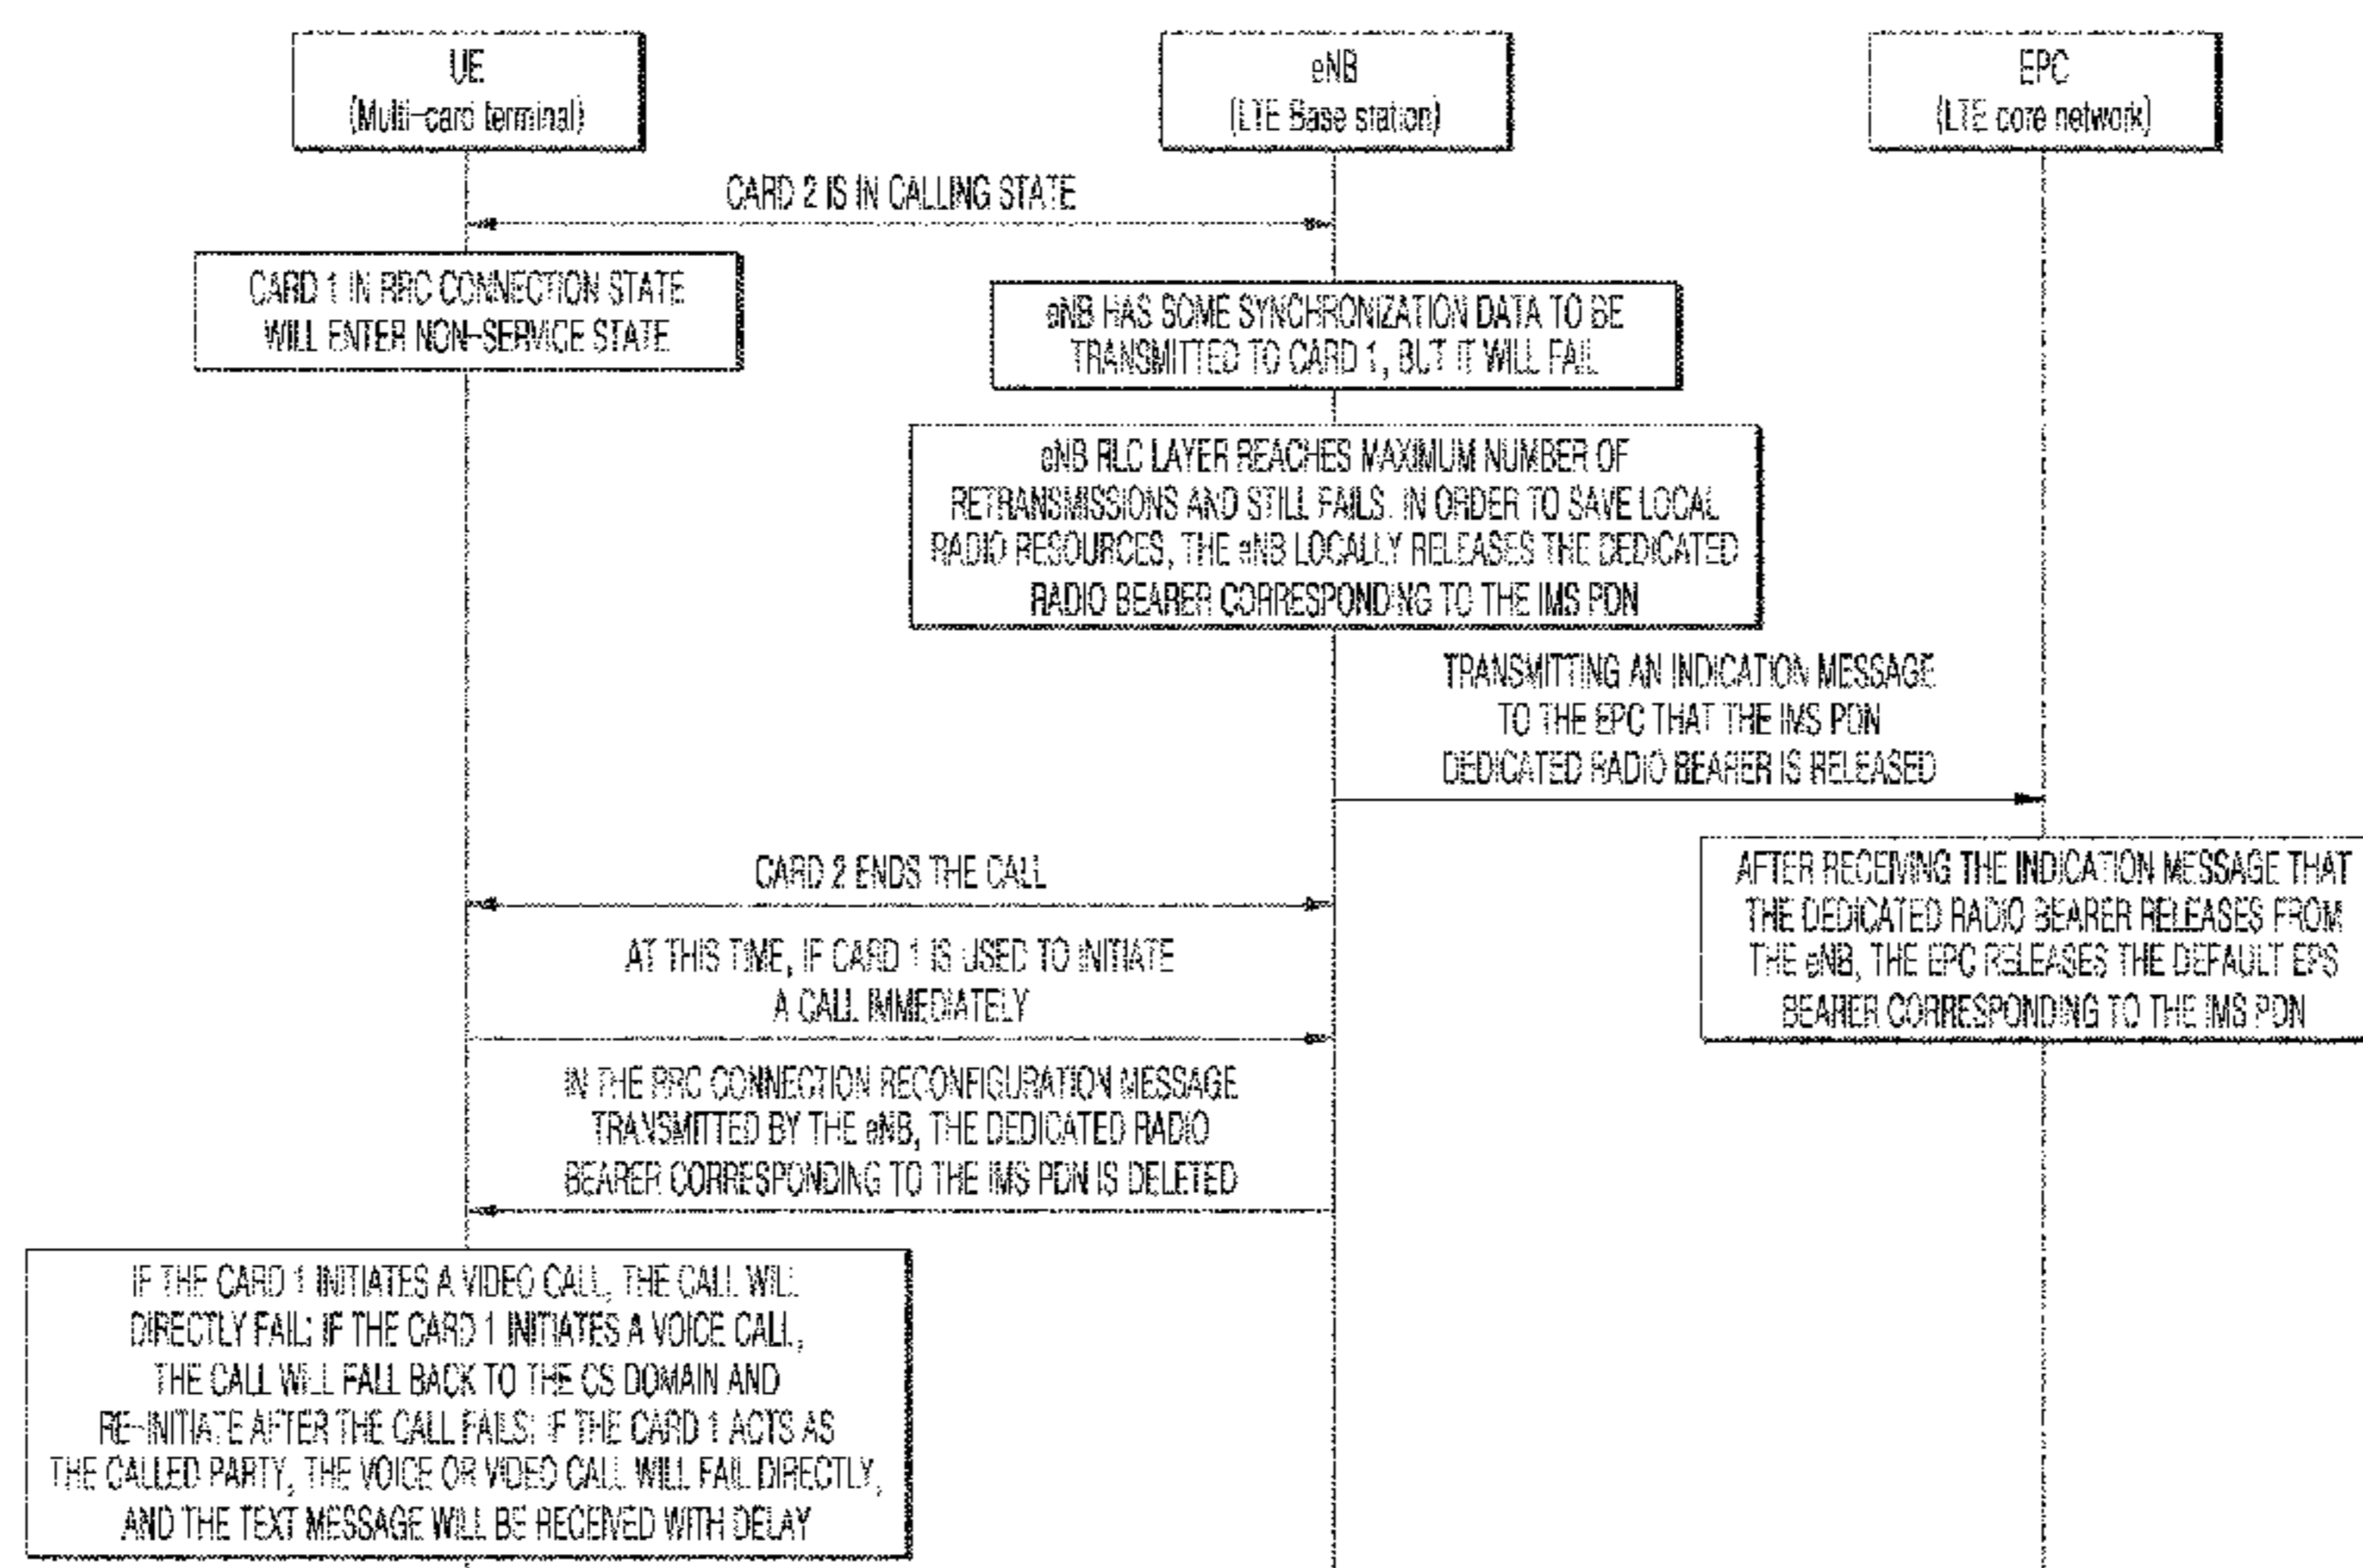 UE
(Multi-card terminal)
eNB
(LTE Base station)
EPC
(LTE core network)
CARD 2 IS IN CALLING STATE
CARD 1 IN RRC CONNECTION STATE
WILL ENTER NON-SERVICE STATE
eNB HAS SOME SYNCHRONIZATION DATA TO BE
TRANSMITTED TO CARD 1, BUT IT WILL FAIL
eNB RLC LAYER REACHES MAXIMUM NUMBER OF
RETRANSMISSIONS AND STILL FAILS. IN ORDER TO SAVE LOCAL
RADIO RESOURCES, THE eNB LOCALLY RELEASES THE DEDICATED
RADIO BEARER CORRESPONDING TO THE IMS PDN
TRANSMITTING AN INDICATION MESSAGE
TO THE EPC THAT THE IMS PDN
DEDICATED RADIO BEARER IS RELEASED
CARD 2 ENDS THE CALL
AFTER RECEIVING THE INDICATION MESSAGE THAT
THE DEDICATED RADIO BEARER RELEASES FROM
THE eNB, THE EPC RELEASES THE DEFAULT EPS
BEARER CORRESPONDING TO THE IMS PDN
AT THIS TIME, IF CARD 1 IS USED TO INITIATE
A CALL IMMEDIATELY
IN THE RRC CONNECTION RECONFIGURATION MESSAGE
TRANSMITTED BY THE eNB, THE DEDICATED RADIO
BEARER CORRESPONDING TO THE IMS PDN IS DELETED
IF THE CARD 1 INITIATES A VIDEO CALL, THE CALL WILL
DIRECTLY FAIL; IF THE CARD 1 INITIATES A VOICE CALL,
THE CALL WILL FALL BACK TO THE CS DOMAIN AND
RE-INITIATE AFTER THE CALL FAILS; IF THE CARD 1 ACTS AS
THE CALLED PARTY, THE VOICE OR VIDEO CALL WILL FAIL DIRECTLY,
AND THE TEXT MESSAGE WILL BE RECEIVED WITH DELAY